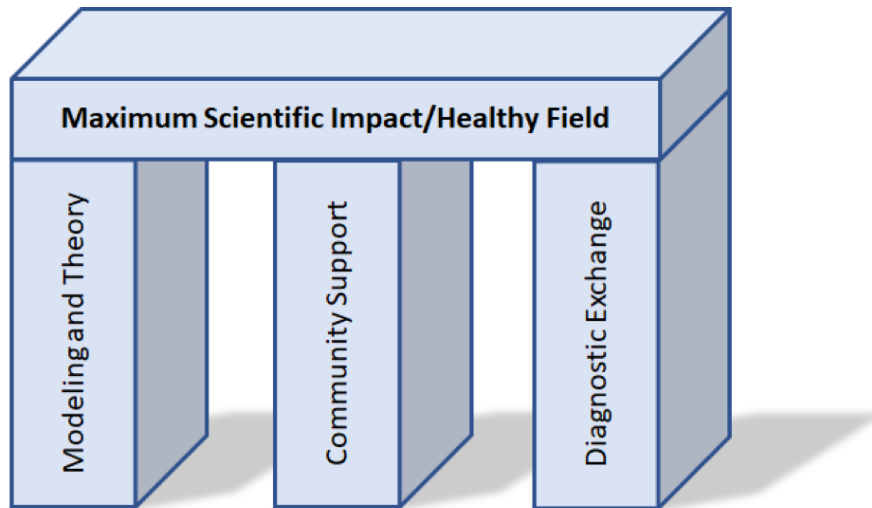 Maximum Scientific Impact/Healthy Field
Modeling and Theory
Community Support
Diagnostic Exchange